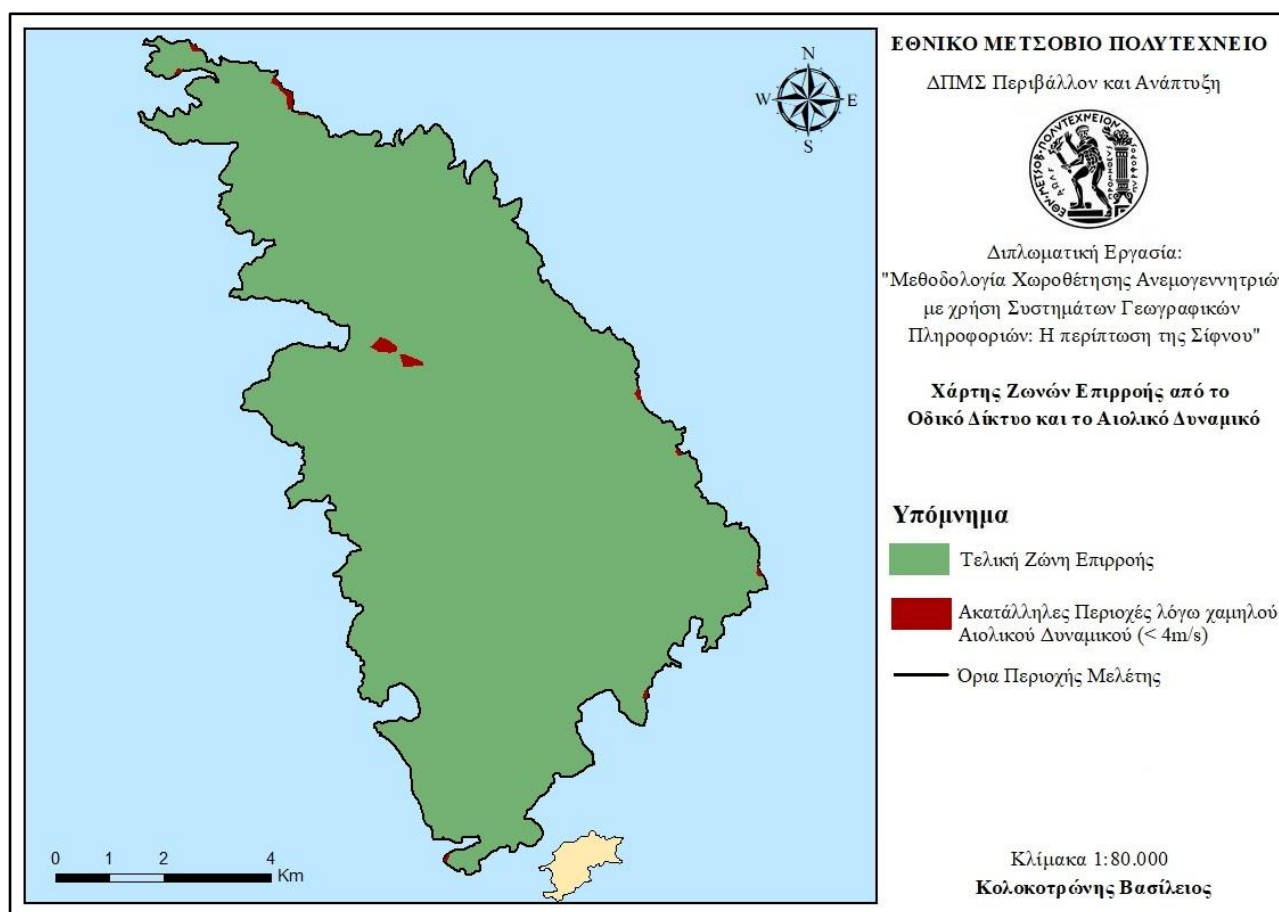 ΕΘΝΙΚΟ ΜΕΤΣΟΒΙΟ ΠΟΛΥΤΕΧΝΕΙΟ
ΔΠΜΣ Περιβάλλον και Ανάπτυξη
Διπλωματική Εργασία:
"Μεθοδολογία Χωροθέτησης Ανεμογεννητριών
με χρήση Συστημάτων Γεωγραφικών
Πληροφοριών: Η περίπτωση της Σίφνου"
Χάρτης Ζωνών Επιρροής από το
Οδικό Δίκτυο και το Αιολικό Δυναμικό
Υπόμνημα
Τελική Ζώνη Επιρροής
Ακατάλληλες Περιοχές λόγω χαμηλού
Αιολικού Δυναμικού (< 4m/s)
Όρια Περιοχής Μελέτης
Κλίμακα 1:80.000
Κολοκοτρώνης Βασίλειος
N
W E
S
0 1 2 4
Km